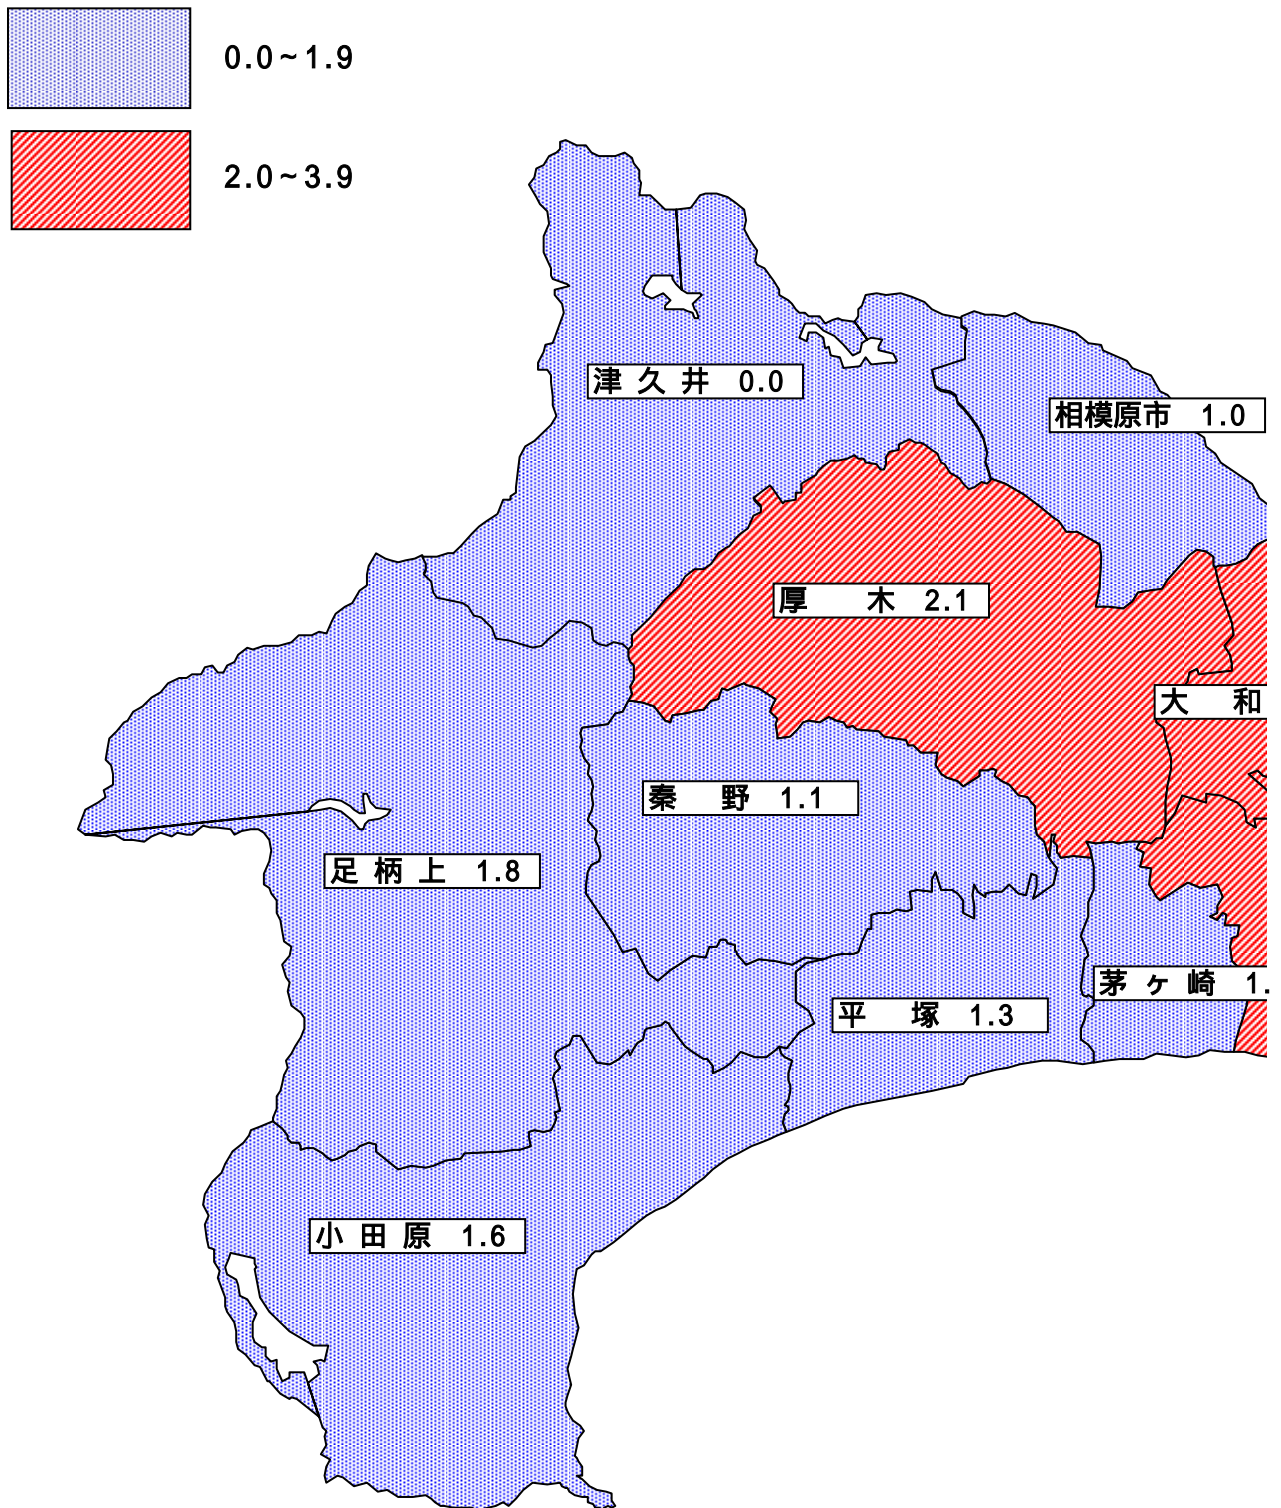 0.0~1.9
2.0~3.9
津久井 0.0
相模原市 1.0
厚木 2.1
大和
秦野 1.1
足柄上 1.8
茅ヶ崎 1.
平塚 1.3
小田原 1.6